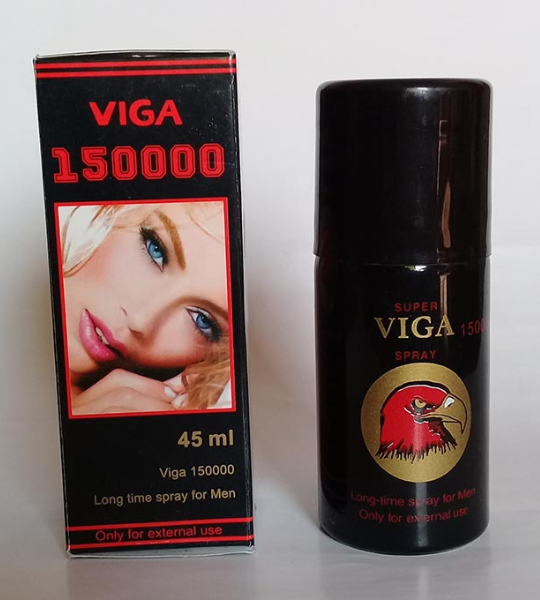 VIGA
150000
45 ml
Viga 150000
Long time spray for Men
Only for external use
SUPER
VIGA 1500
SPRAY
Long-time spray for Men
Only for external use